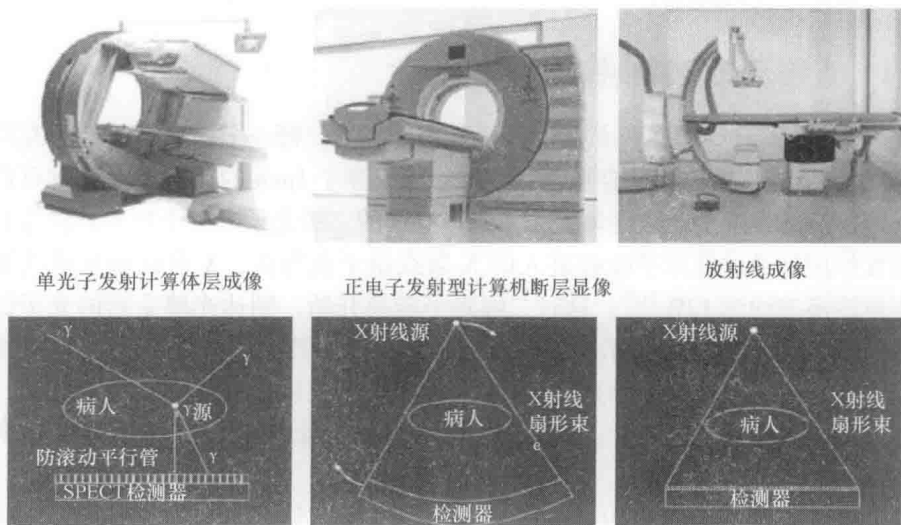 单光子发射计算体层成像
正电子发射型计算机断层显像
放射线成像
γ
γ
病人
γ源
防滚动平行管
γ
SPECT检测器
X射线源
X射线
扇形束
病人
e
检测器
X射线源
X射线
扇形束
病人
检测器